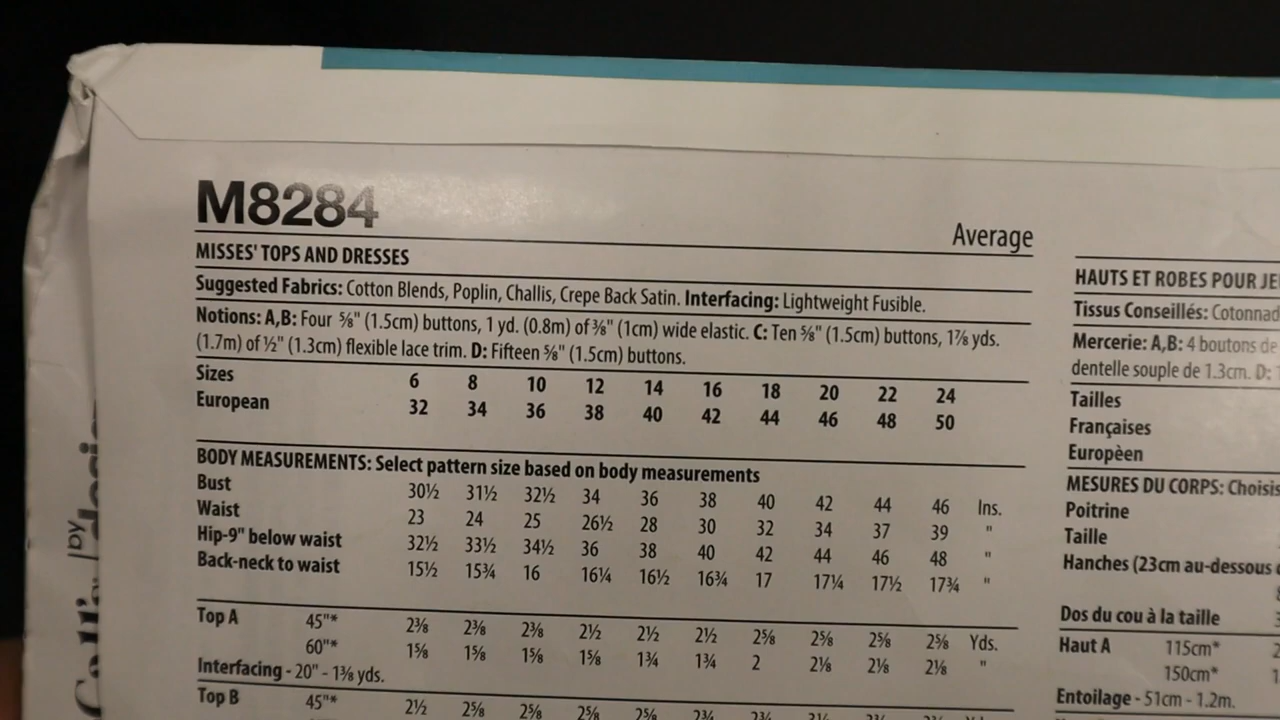 M8284
Average
MISSES' TOPS AND DRESSES
Suggested Fabrics: Cotton Blends, Poplin, Challis, Crepe Back Satin. Interfacing: Lightweight Fusible.
Notions: A,B: Four ⅝" (1.5cm) buttons, 1 yd. (0.8m) of ⅜" (1cm) wide elastic. C: Ten ⅝" (1.5cm) buttons, 1⅞ yds.
(1.7m) of ½" (1.3cm) flexible lace trim. D: Fifteen ⅝" (1.5cm) buttons.
Sizes 6 8 10 12 14 16 18 20 22 24
European 32 34 36 38 40 42 44 46 48 50
BODY MEASUREMENTS: Select pattern size based on body measurements
Bust 30½ 31½ 32½ 34 36 38 40 42 44 46 Ins.
Waist 23 24 25 26½ 28 30 32 34 37 39 "
Hip-9" below waist 32½ 33½ 34½ 36 38 40 42 44 46 48 "
Back-neck to waist 15½ 15¾ 16 16¼ 16½ 16¾ 17 17¼ 17½ 17¾ "
Top A 45"* 2⅜ 2⅜ 2⅜ 2½ 2½ 2½ 2⅝ 2⅝ 2⅝ 2⅝ Yds.
60"* 1⅝ 1⅝ 1⅝ 1⅝ 1¾ 1¾ 2 2⅛ 2⅛ 2⅛ "
Interfacing - 20" - 1⅜ yds.
Top B 45"* 2½ 2⅝ 2⅝ 2⅝ 2⅝
HAUTS ET ROBES POUR
Tissus Conseillés:
Mercerie: A,B: 4 boutons de
dentelle souple de 1.3cm. D:
Tailles
Françaises
Europèen
MESURES DU CORPS:
Poitrine
Taille
Hanches (23cm au-dessous
Dos du cou à la taille
Haut A 115cm*
150cm*
Entoilage - 51cm - 1.2m.
by